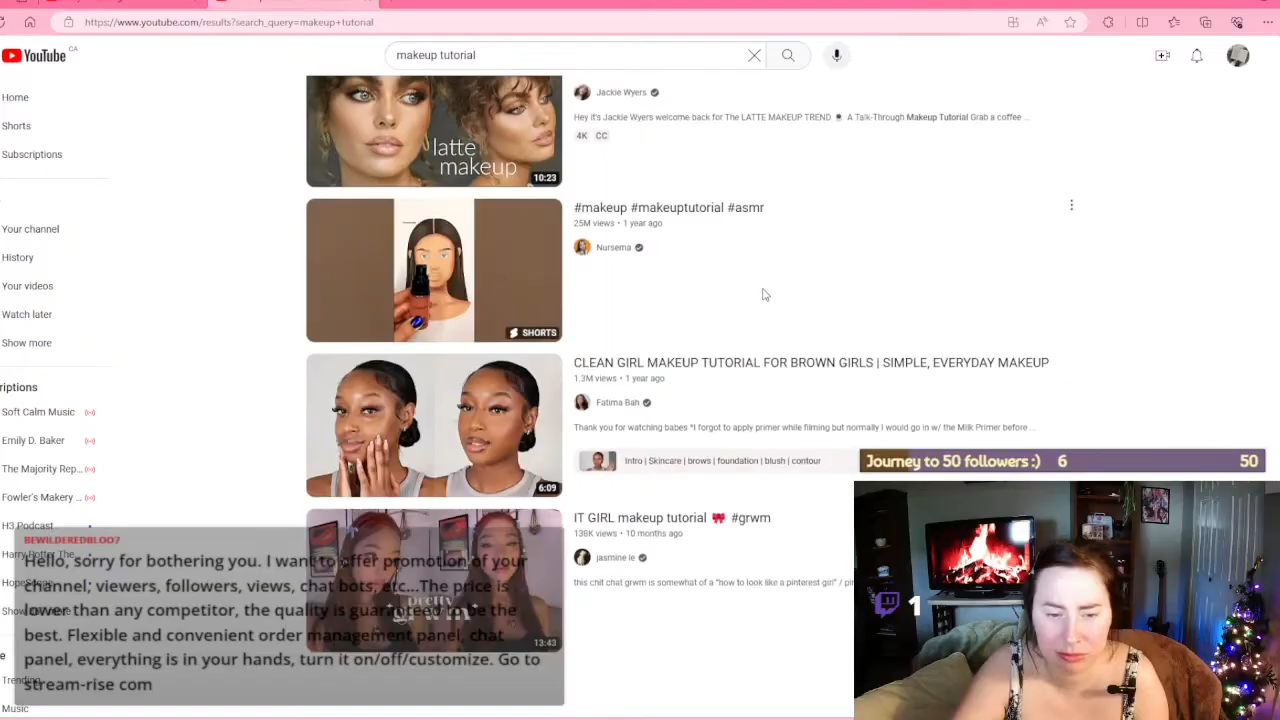 https://www.youtube.com/results?search_query=makeup+tutorial
YouTube CA
makeup tutorial
Home
Shorts
Subscriptions
Your channel
History
Your videos
Watch later
Show more
riptions
Soft Calm Music
Emily D. Baker
The Majority Rep...
Fowler's Makery ...
H3 Podcast
Harry Potter The
Trending
Music
latte
makeup
10:23
Jackie Wyers
Hey it's Jackie Wyers welcome back for The LATTE MAKEUP TREND A Talk-Through Makeup Tutorial Grab a coffee ...
4K CC
SHORTS
#makeup #makeuptutorial #asmr
25M views • 1 year ago
Nursema
6:09
CLEAN GIRL MAKEUP TUTORIAL FOR BROWN GIRLS | SIMPLE, EVERYDAY MAKEUP
1.3M views • 1 year ago
Fatima Bah
Thank you for watching babes *I forgot to apply primer while filming but normally I would go in w/ the Milk Primer before ...
Intro | Skincare | brows | foundation | blush | contour
pretty
grwm
13:43
IT GIRL makeup tutorial 🎀 #grwm
138K views • 10 months ago
jasmine le
this chit chat grwm is somewhat of a "how to look like a pinterest girl" / pin
Journey to 50 followers :) 6 50
1
BEWILDEREDBLOO7
Hello, sorry for bothering you. I want to offer promotion of your
channel, viewers, followers, views, chat bots, etc...The price is
lower than any competitor, the quality is guaranteed to be the
best. Flexible and convenient order management panel, chat
panel, everything is in your hands, turn it on/off/customize. Go to
stream-rise com